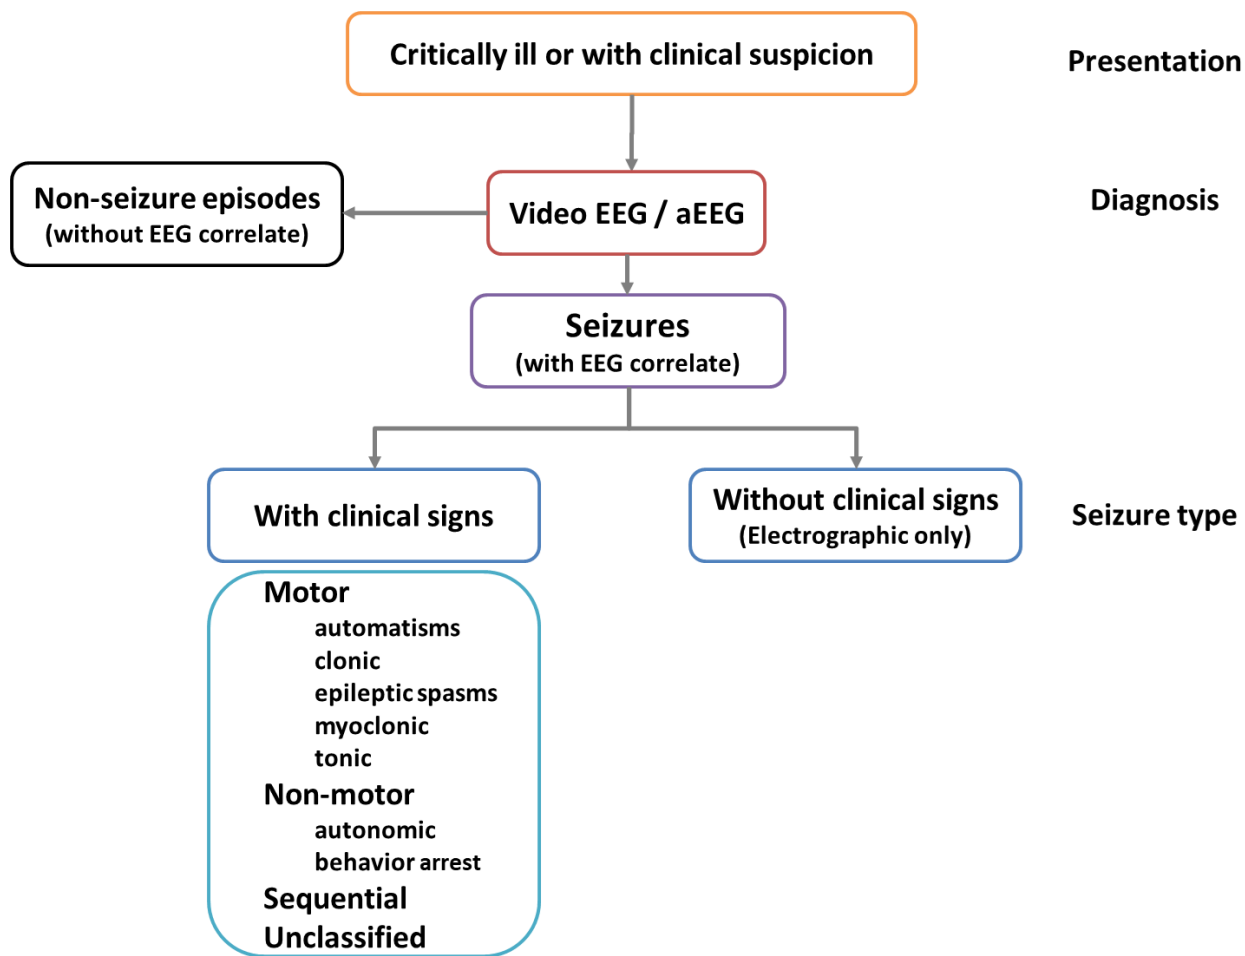 Critically ill or with clinical suspicion
Presentation
Non-seizure episodes
(without EEG correlate)
Video EEG / aEEG
Diagnosis
Seizures
(with EEG correlate)
With clinical signs
Without clinical signs
(Electrographic only)
Seizure type
Motor
automatisms
clonic
epileptic spasms
myoclonic
tonic
Non-motor
autonomic
behavior arrest
Sequential
Unclassified